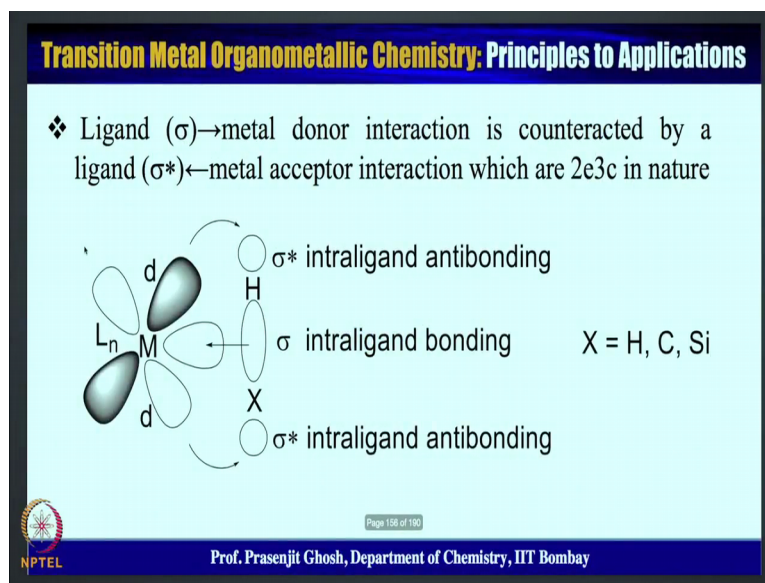 Transition Metal Organometallic Chemistry: Principles to Applications
❖ Ligand (σ)→metal donor interaction is counteracted by a
ligand (σ*)←metal acceptor interaction which are 2e3c in nature
d
σ* intraligand antibonding
H
Ln M
σ intraligand bonding
X = H, C, Si
X
d
σ* intraligand antibonding
Page 156 of 190
NPTEL
Prof. Prasenjit Ghosh, Department of Chemistry, IIT Bombay